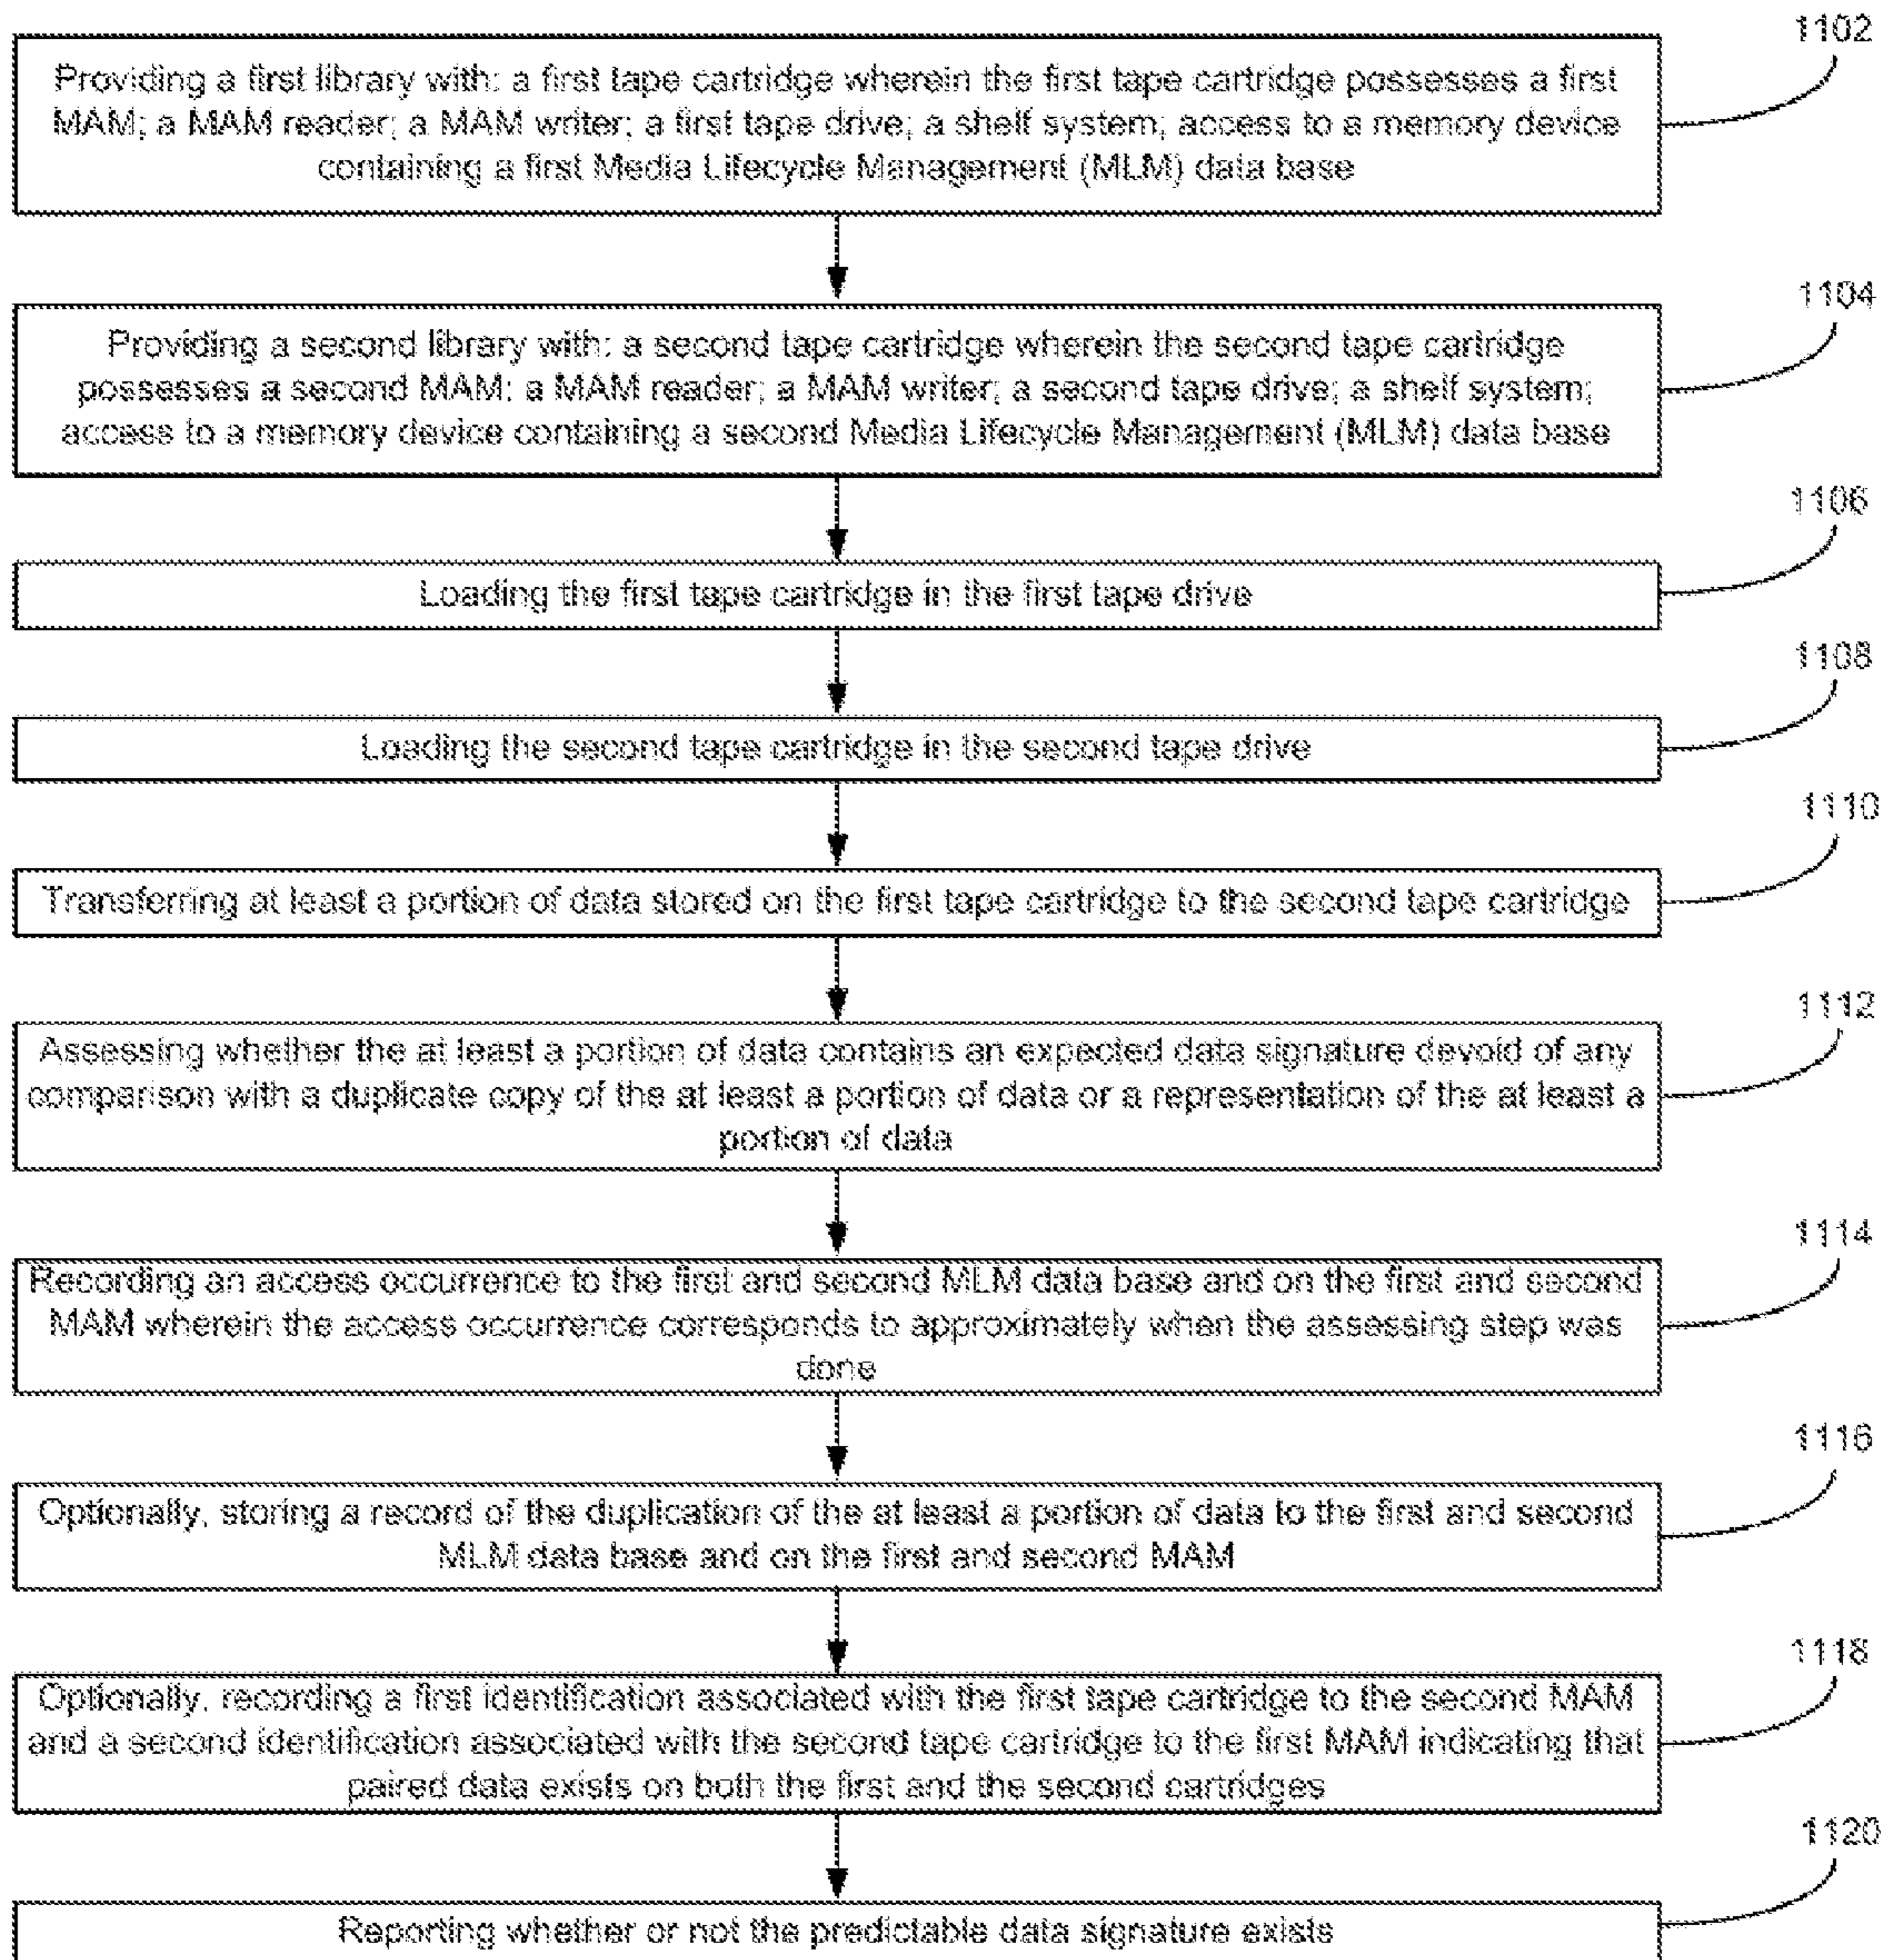 1102
Providing a first library with: a first tape cartridge wherein the first tape cartridge possesses a first
MAM; a MAM reader; a MAM writer; a first tape drive; a shelf system; access to a memory device
containing a first Media Lifecycle Management (MLM) data base
1104
Providing a second library with: a second tape cartridge wherein the second tape cartridge
possesses a second MAM: a MAM reader; a MAM writer; a second tape drive; a shelf system;
access to a memory device containing a second Media Lifecycle Management (MLM) data base
1106
Loading the first tape cartridge in the first tape drive
1108
Loading the second tape cartridge in the second tape drive
1110
Transferring at least a portion of data stored on the first tape cartridge to the second tape cartridge
1112
Assessing whether the at least a portion of data contains an expected data signature devoid of any
comparison with a duplicate copy of the at least a portion of data or a representation of the at least a
portion of data
1114
Recording an access occurrence to the first and second MLM data base and on the first and second
MAM wherein the access occurrence corresponds to approximately when the assessing step was
done
1116
Optionally, storing a record of the duplication of the at least a portion of data to the first and second
MLM data base and on the first and second MAM
1118
Optionally, recording a first identification associated with the first tape cartridge to the second MAM
and a second identification associated with the second tape cartridge to the first MAM indicating that
paired data exists on both the first and the second cartridges
1120
Reporting whether or not the predictable data signature exists